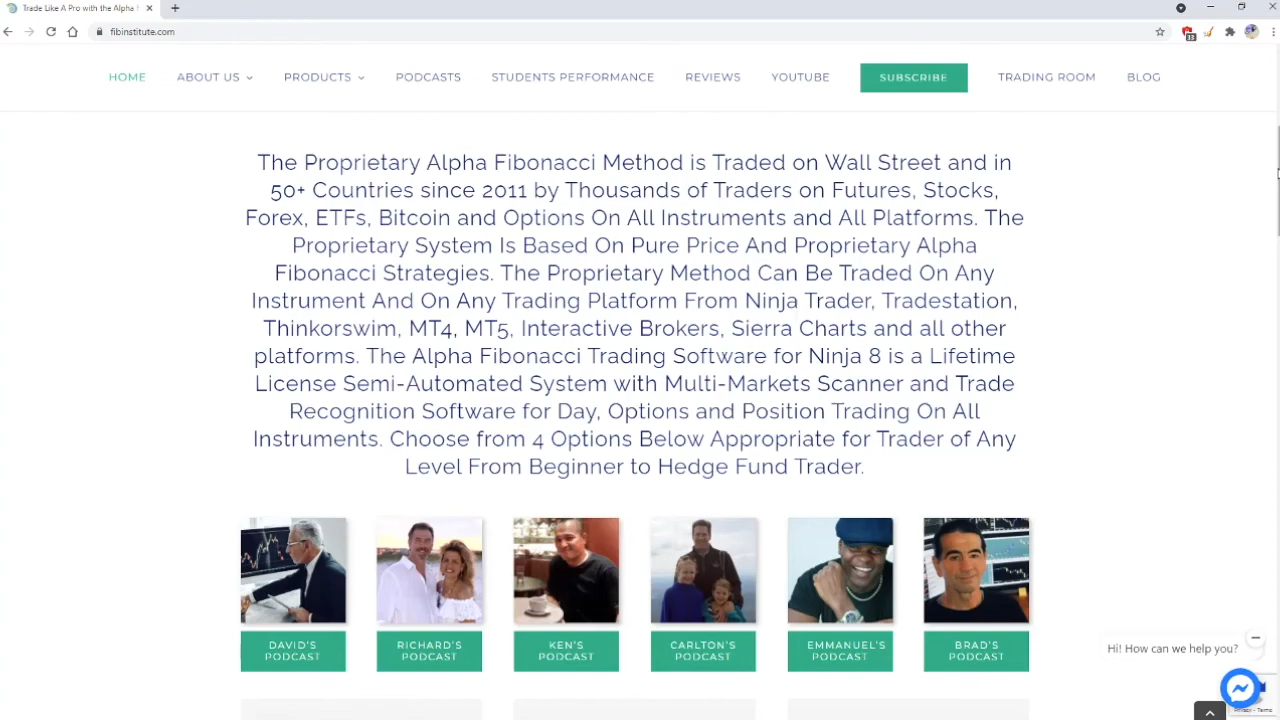 Trade Like A Pro with the Alpha
fibinstitute.com
33
HOME ABOUT US PRODUCTS PODCASTS STUDENTS PERFORMANCE REVIEWS YOUTUBE SUBSCRIBE TRADING ROOM BLOG
The Proprietary Alpha Fibonacci Method is Traded on Wall Street and in
50+ Countries since 2011 by Thousands of Traders on Futures, Stocks,
Forex, ETFs, Bitcoin and Options On All Instruments and All Platforms. The
Proprietary System Is Based On Pure Price And Proprietary Alpha
Fibonacci Strategies. The Proprietary Method Can Be Traded On Any
Instrument And On Any Trading Platform From Ninja Trader, Tradestation,
Thinkorswim, MT4, MT5, Interactive Brokers, Sierra Charts and all other
platforms. The Alpha Fibonacci Trading Software for Ninja 8 is a Lifetime
License Semi-Automated System with Multi-Markets Scanner and Trade
Recognition Software for Day, Options and Position Trading On All
Instruments. Choose from 4 Options Below Appropriate for Trader of Any
Level From Beginner to Hedge Fund Trader.
DAVID'S RICHARD'S KEN'S CARLTON'S EMMANUEL'S BRAD'S
PODCAST PODCAST PODCAST PODCAST PODCAST PODCAST
Hi! How can we help you?
Privacy - Terms